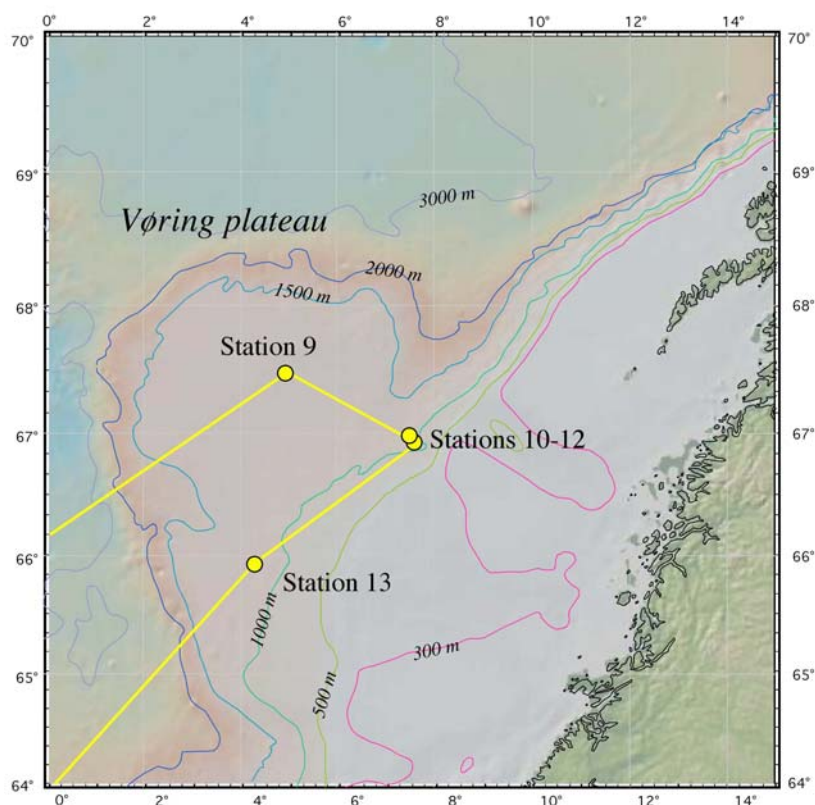 0° 2° 4° 6° 8° 10° 12° 14°
70° 70°
69° 69°
3000 m
Vøring plateau
2000 m
1500 m
68° 68°
Station 9
67° 67°
Stations 10-12
66° 66°
Station 13
1000 m
300 m
65° 65°
500 m
64° 64°
0° 2° 4° 6° 8° 10° 12° 14°